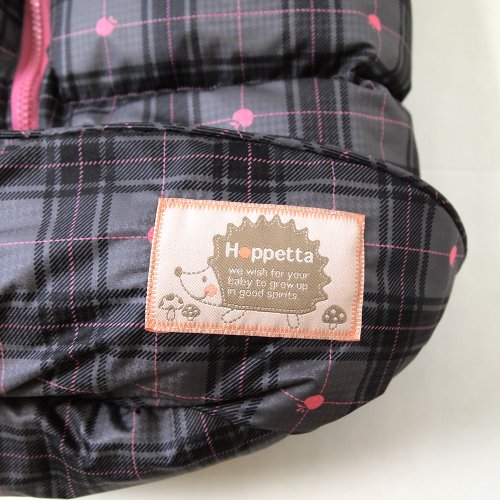 Hoppetta
we wish for your
baby to grow up
in good spirits